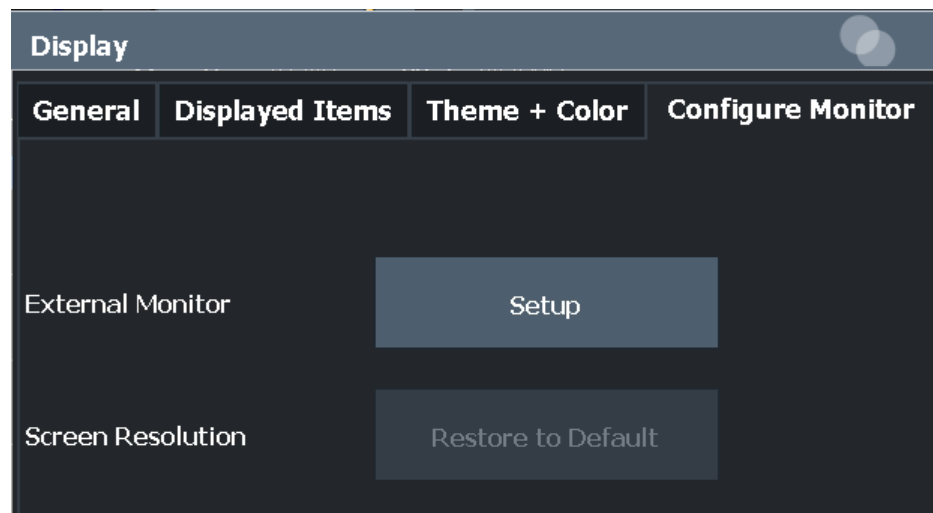 Display
General Displayed Items Theme + Color Configure Monitor
External Monitor Setup
Screen Resolution Restore to Default